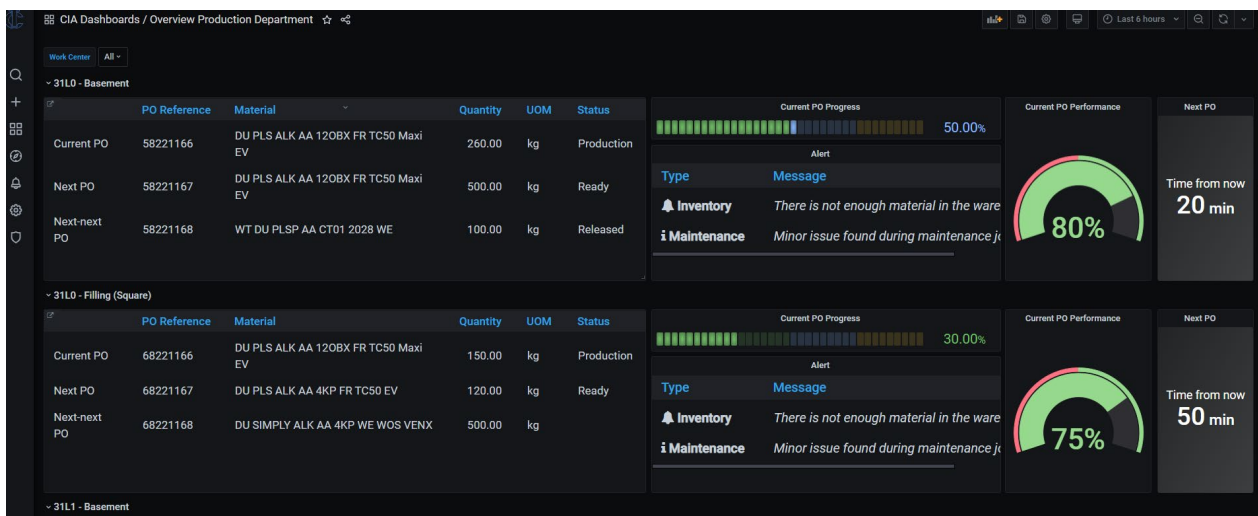 CIA Dashboards / Overview Production Department
Last 6 hours
Work Center All
31L0 - Basement
PO Reference Material Quantity UOM Status
Current PO 58221166 DU PLS ALK AA 12OBX FR TC50 Maxi EV 260.00 kg Production
Next PO 58221167 DU PLS ALK AA 12OBX FR TC50 Maxi EV 500.00 kg Ready
Next-next PO 58221168 WT DU PLSP AA CT01 2028 WE 100.00 kg Released
Current PO Progress
50.00%
Alert
Type Message
Inventory There is not enough material in the ware
i Maintenance Minor issue found during maintenance jo
Current PO Performance
80%
Next PO
Time from now
20 min
31L0 - Filling (Square)
PO Reference Material Quantity UOM Status
Current PO 68221166 DU PLS ALK AA 12OBX FR TC50 Maxi EV 150.00 kg Production
Next PO 68221167 DU PLS ALK AA 4KP FR TC50 EV 120.00 kg Ready
Next-next PO 68221168 DU SIMPLY ALK AA 4KP WE WOS VENX 500.00 kg
Current PO Progress
30.00%
Alert
Type Message
Inventory There is not enough material in the ware
i Maintenance Minor issue found during maintenance jo
Current PO Performance
75%
Next PO
Time from now
50 min
31L1 - Basement